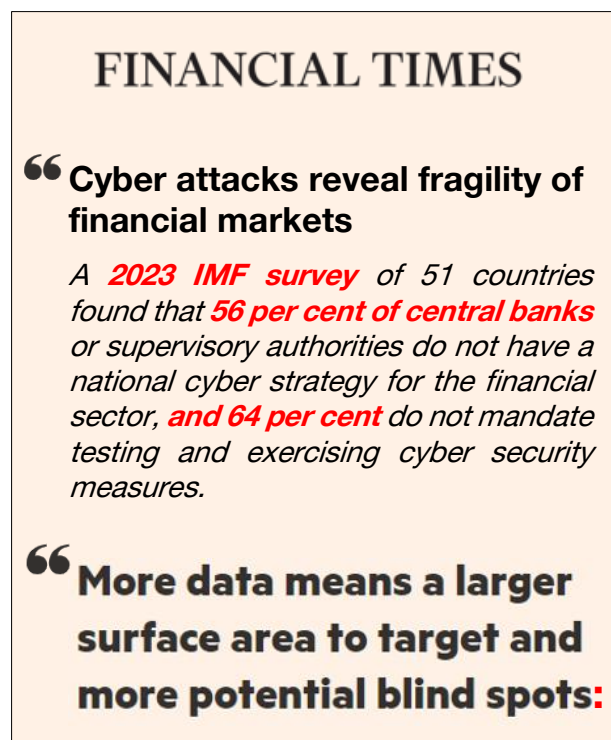 FINANCIAL TIMES
“ Cyber attacks reveal fragility of
financial markets
A 2023 IMF survey of 51 countries
found that 56 per cent of central banks
or supervisory authorities do not have a
national cyber strategy for the financial
sector, and 64 per cent do not mandate
testing and exercising cyber security
measures.
“ More data means a larger
surface area to target and
more potential blind spots: